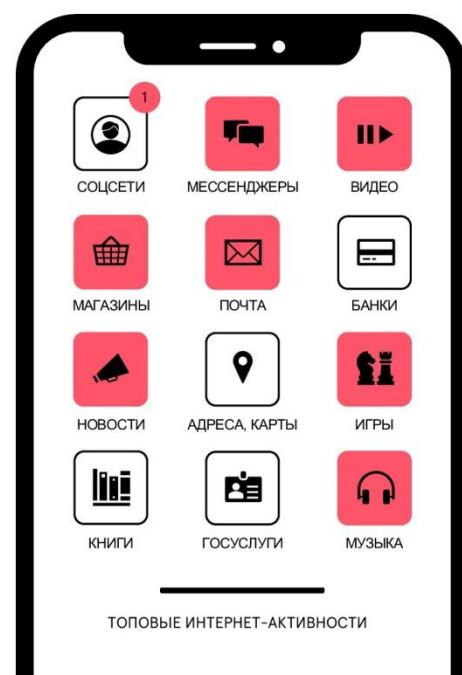 1
СОЦСЕТИ МЕССЕНДЖЕРЫ ВИДЕО
МАГАЗИНЫ ПОЧТА БАНКИ
НОВОСТИ АДРЕСА, КАРТЫ ИГРЫ
КНИГИ ГОСУСЛУГИ МУЗЫКА
ТОПОВЫЕ ИНТЕРНЕТ-АКТИВНОСТИ